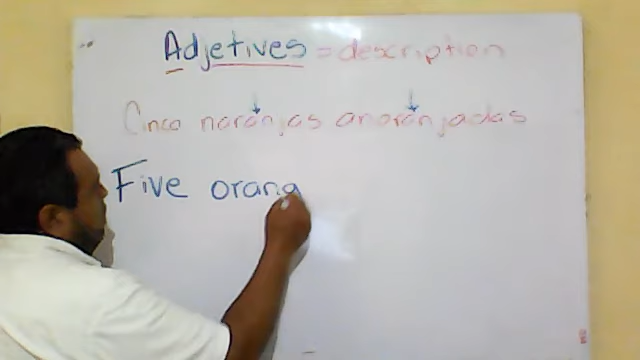 Adjetives = description
Cinco naranjas anaranjadas
Five orang